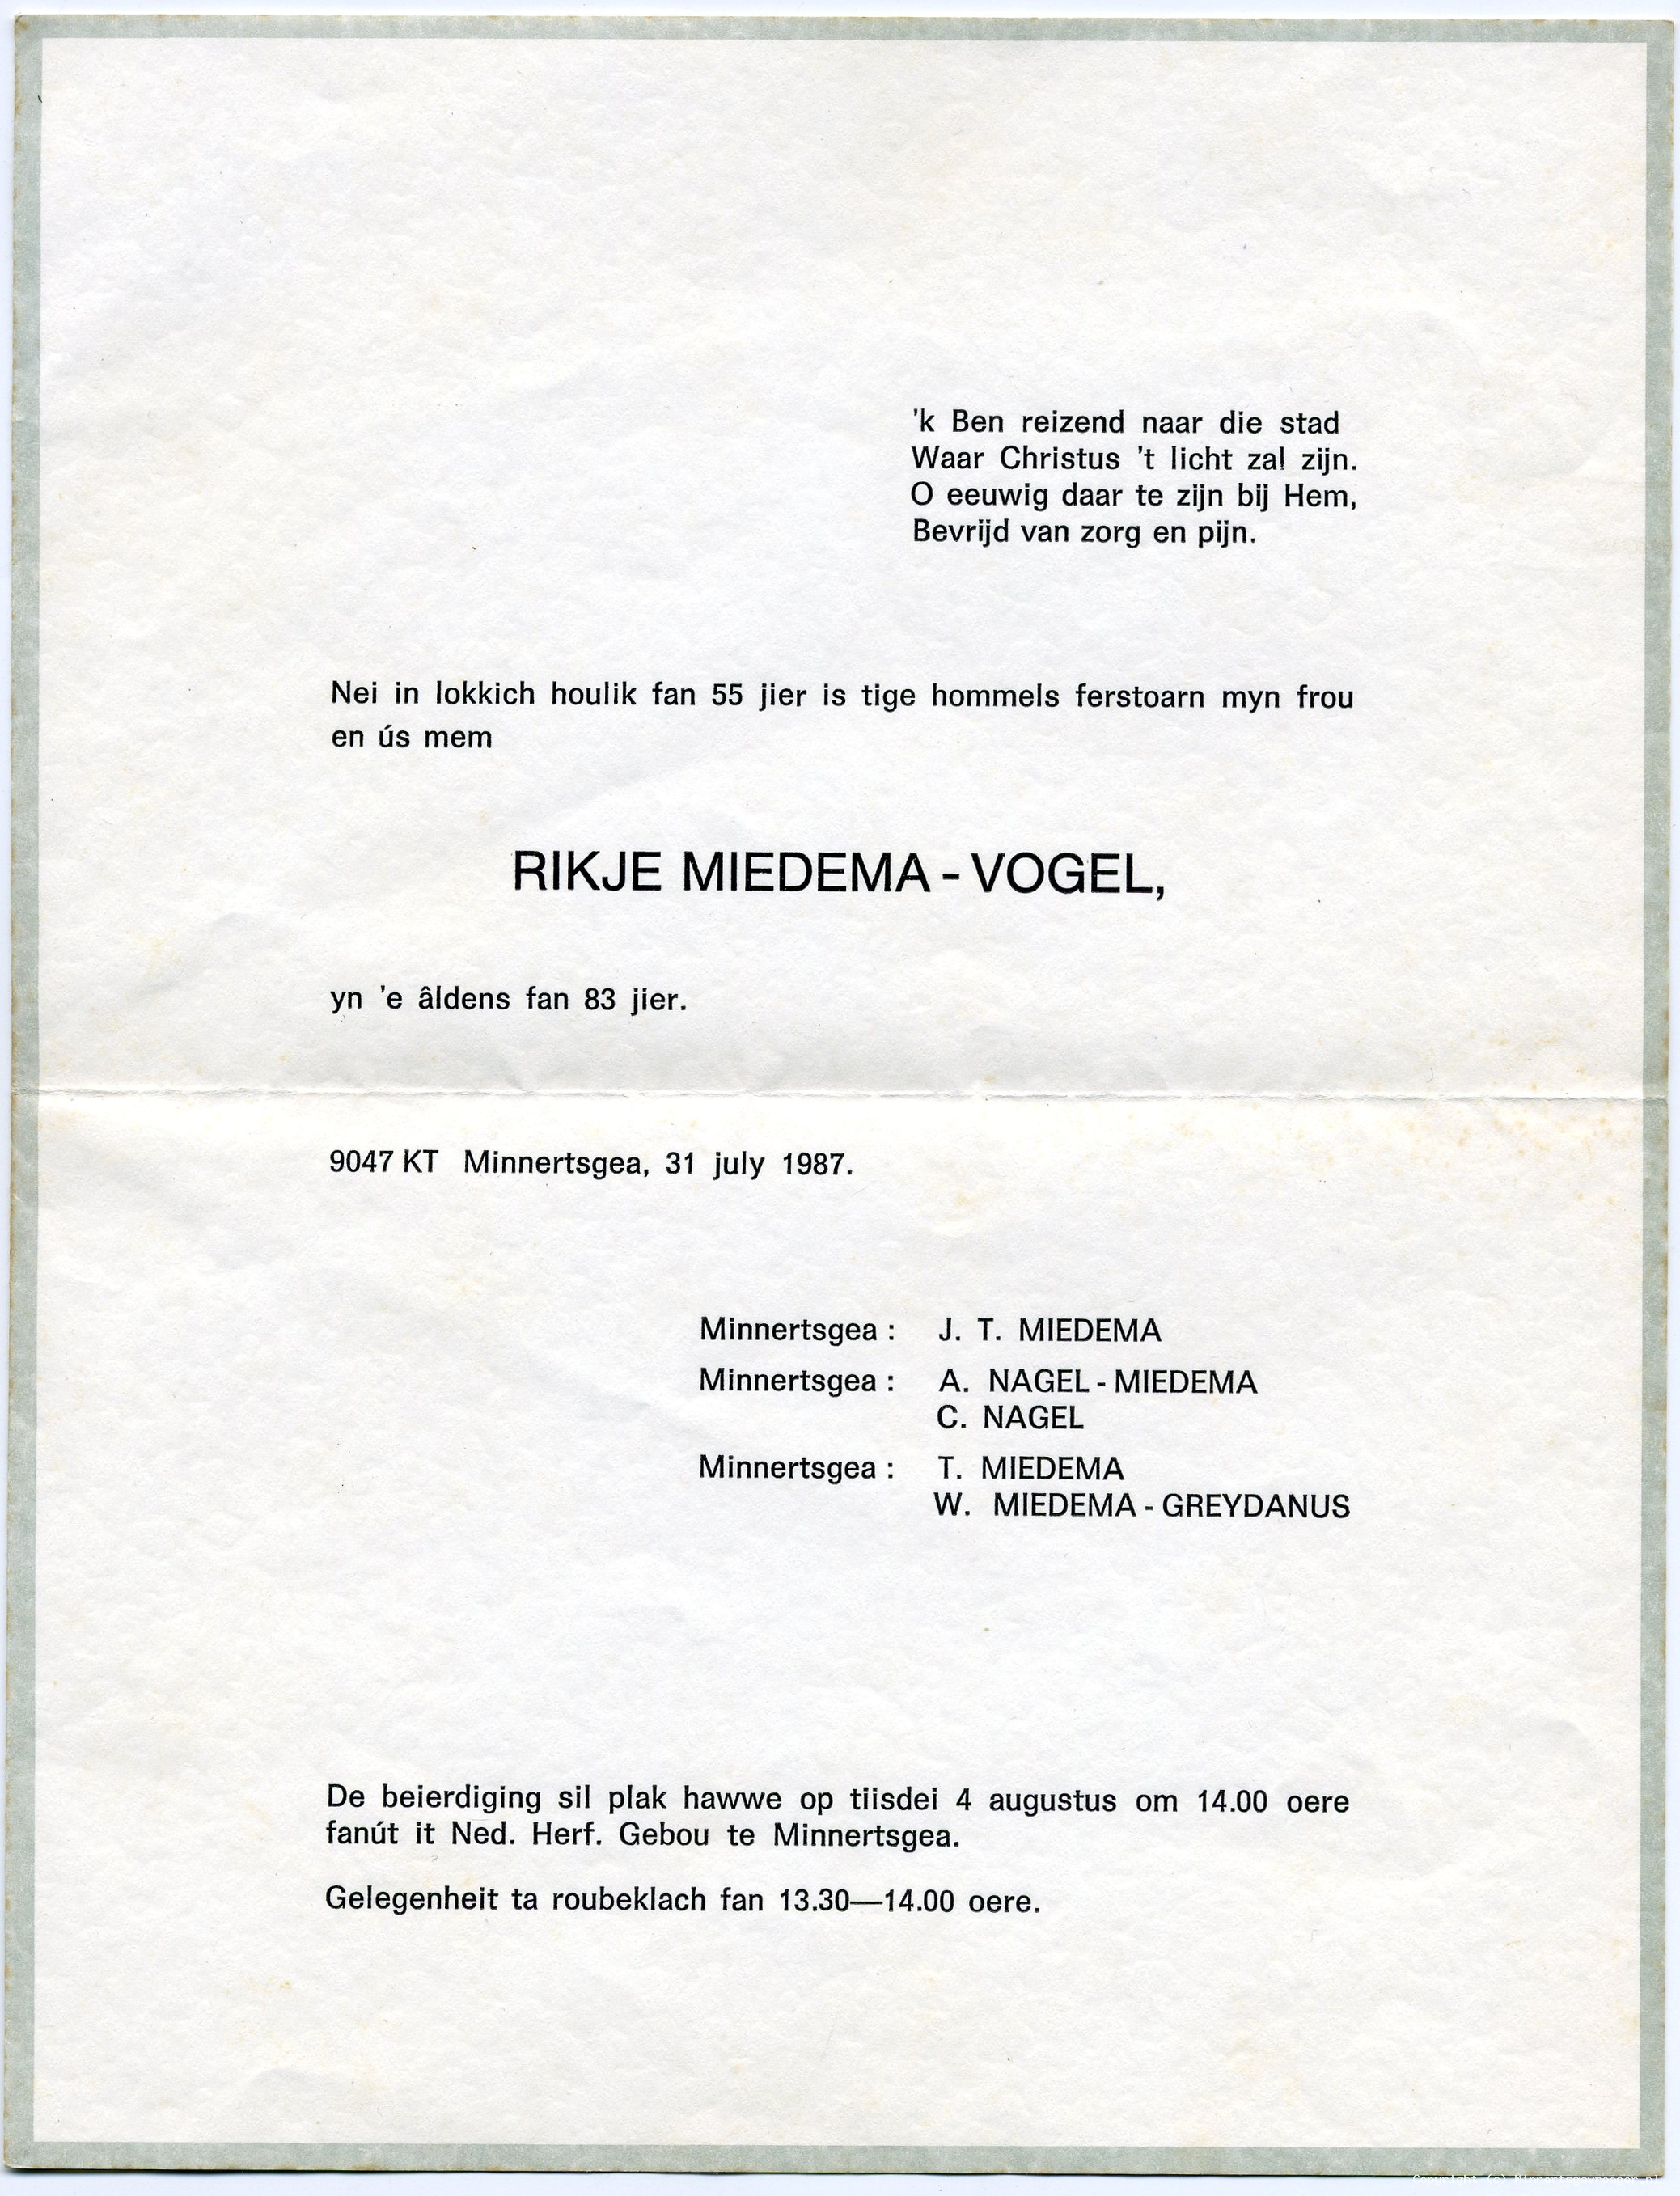 'k Ben reizend naar die stad
Waar Christus 't licht zal zijn.
O eeuwig daar te zijn bij Hem,
Bevrijd van zorg en pijn.
Nei in lokkich houlik fan 55 jier is tige hommels ferstoarn myn frou
en ús mem
RIKJE MIEDEMA - VOGEL,
yn 'e âldens fan 83 jier.
9047 KT Minnertsgea, 31 july 1987.
Minnertsgea : J. T. MIEDEMA
Minnertsgea : A. NAGEL - MIEDEMA
C. NAGEL
Minnertsgea : T. MIEDEMA
W. MIEDEMA - GREYDANUS
De beierdiging sil plak hawwe op tiisdei 4 augustus om 14.00 oere
fanút it Ned. Herf. Gebou te Minnertsgea.
Gelegenheit ta roubeklach fan 13.30—14.00 oere.